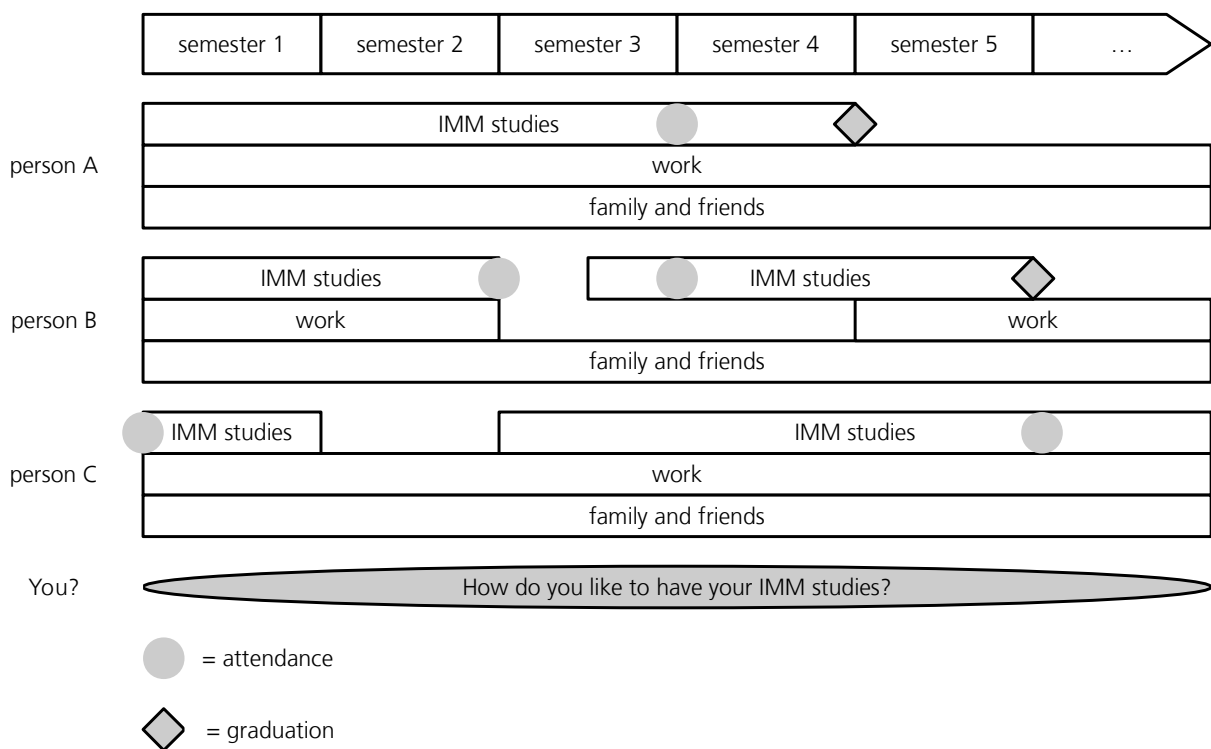 semester 1 semester 2 semester 3 semester 4 semester 5 …
IMM studies
person A work
family and friends
IMM studies IMM studies
person B work work
family and friends
IMM studies IMM studies
person C work
family and friends
You? How do you like to have your IMM studies?
= attendance
= graduation